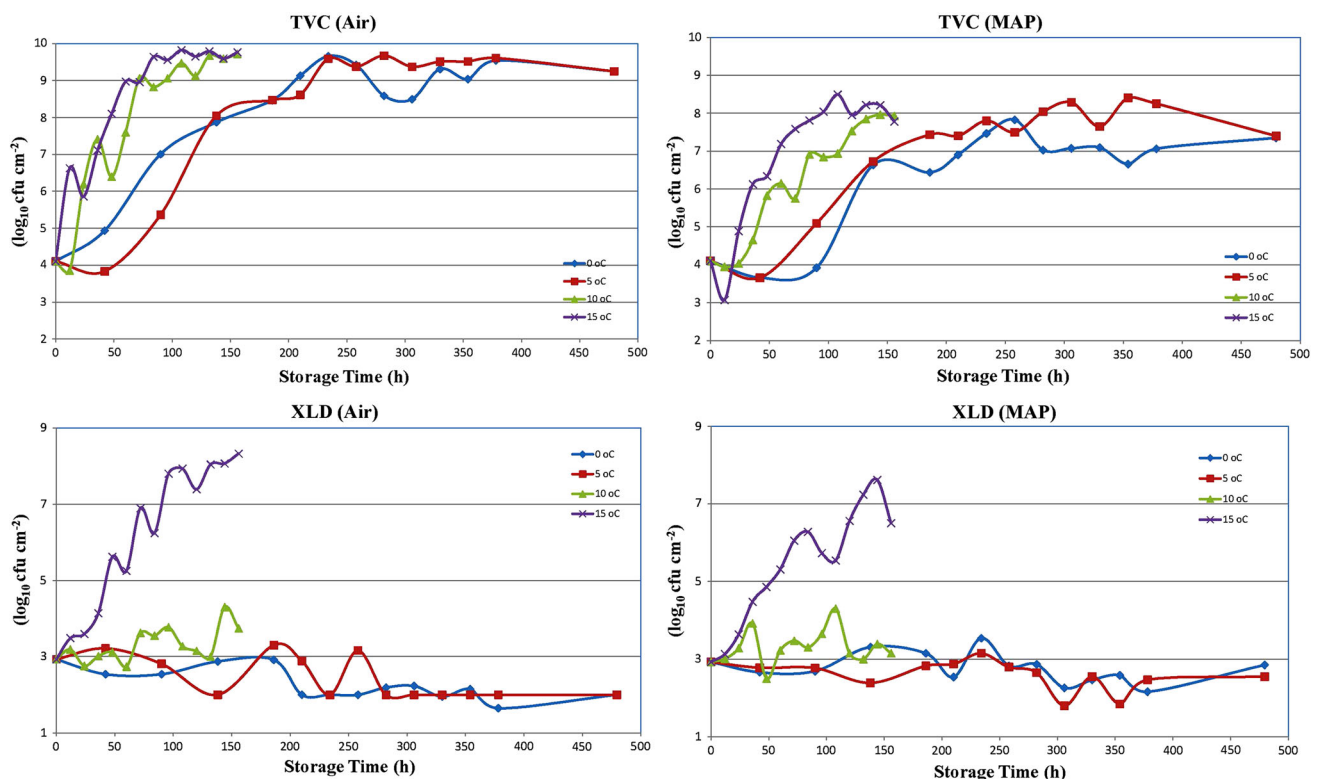 TVC (Air)
10
9
8
7
6
5
4
3
2
(log10 cfu cm-2)
0 oC
5 oC
10 oC
15 oC
0 50 100 150 200 250 300 350 400 450 500
Storage Time (h)
TVC (MAP)
10
9
8
7
6
5
4
3
2
(log10 cfu cm-2)
0 oC
5 oC
10 oC
15 oC
0 50 100 150 200 250 300 350 400 450 500
Storage Time (h)
XLD (Air)
9
7
5
3
1
(log10 cfu cm-2)
0 oC
5 oC
10 oC
15 oC
0 50 100 150 200 250 300 350 400 450 500
Storage Time (h)
XLD (MAP)
9
7
5
3
1
(log10 cfu cm-2)
0 oC
5 oC
10 oC
15 oC
0 50 100 150 200 250 300 350 400 450 500
Storage Time (h)